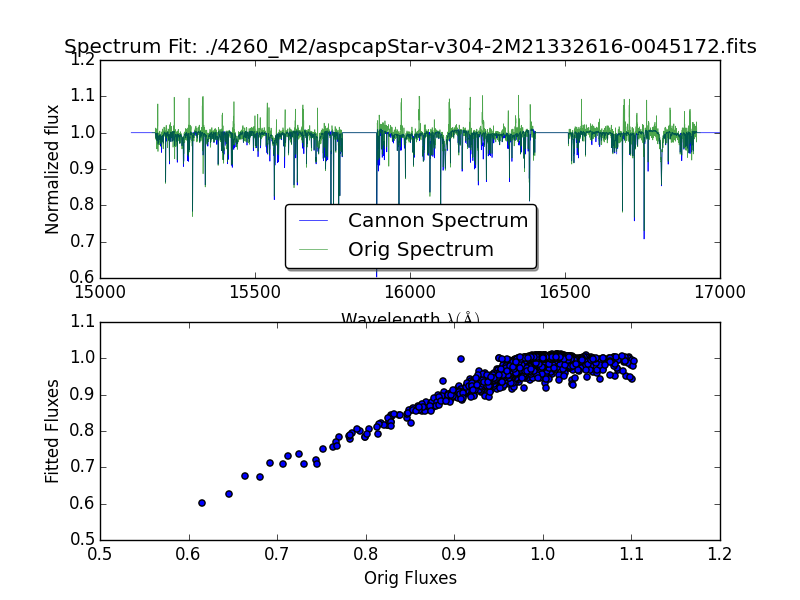 Spectrum Fit: ./4260_M2/aspcapStar-v304-2M21332616-0045172.fits
1.2
1.1
1.0
0.9
0.8
0.7
0.6
Normalized flux
Cannon Spectrum
Orig Spectrum
15000 15500 16000 16500 17000
Wavelength λ(Å)
1.1
1.0
0.9
0.8
0.7
0.6
0.5
Fitted Fluxes
0.5 0.6 0.7 0.8 0.9 1.0 1.1 1.2
Orig Fluxes